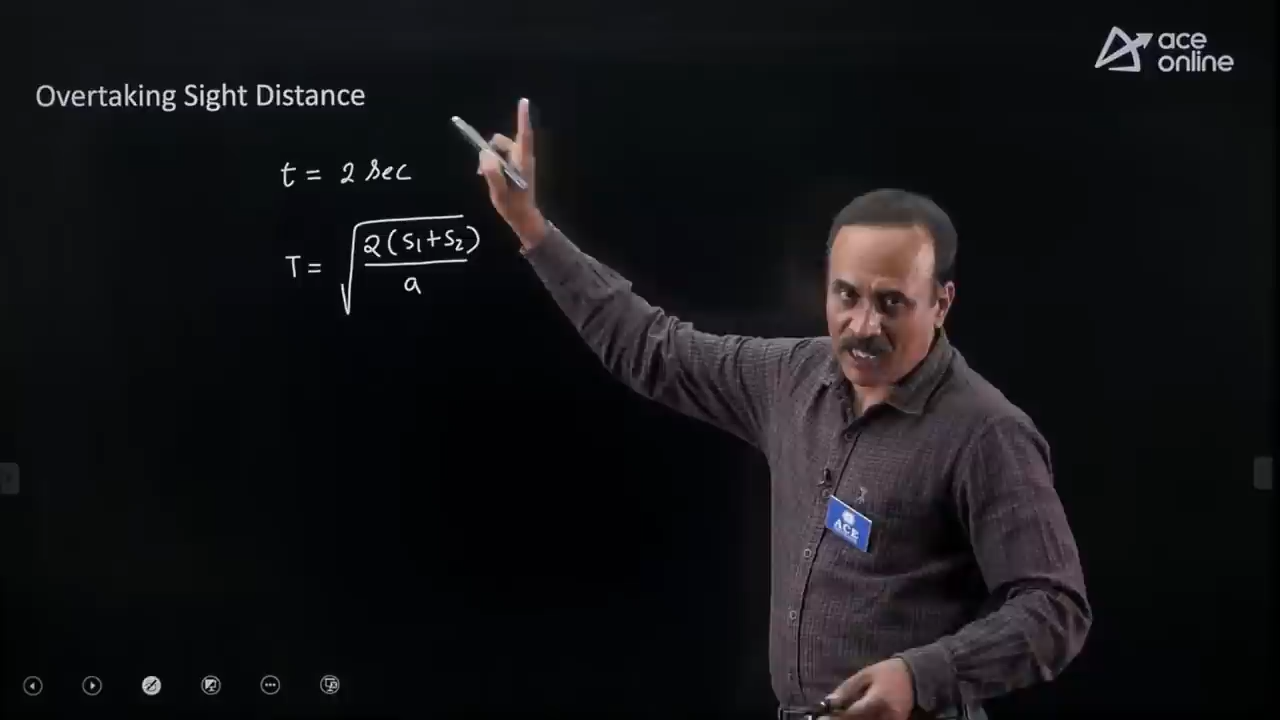 ace
online
Overtaking Sight Distance
t = 2 sec
T = √(2(S₁+S₂)/a)
ACE